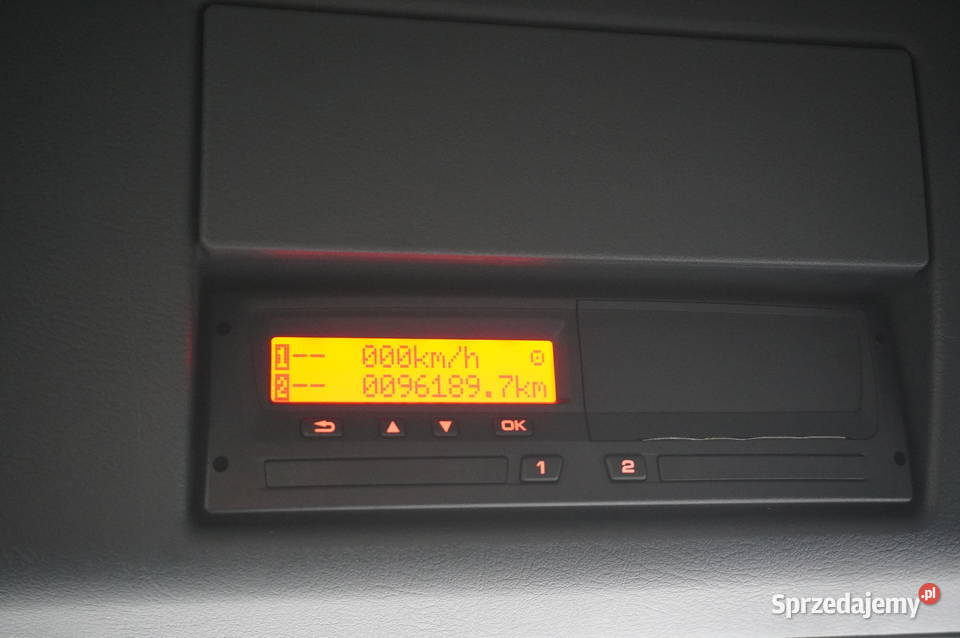 1-- 000km/h
2-- 0096189.7km
OK
1 2
Sprzedajemy.pl